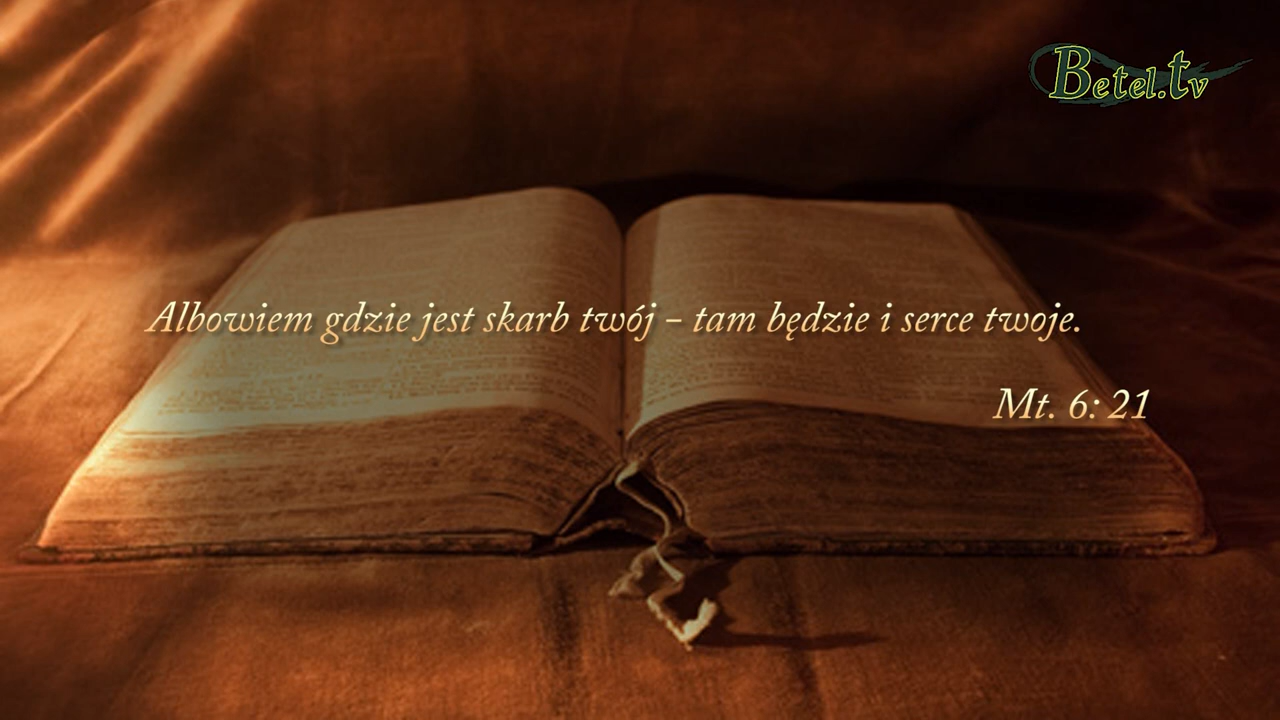 Betel.tv
Albowiem gdzie jest skarb twój – tam będzie i serce twoje.
Mt. 6: 21